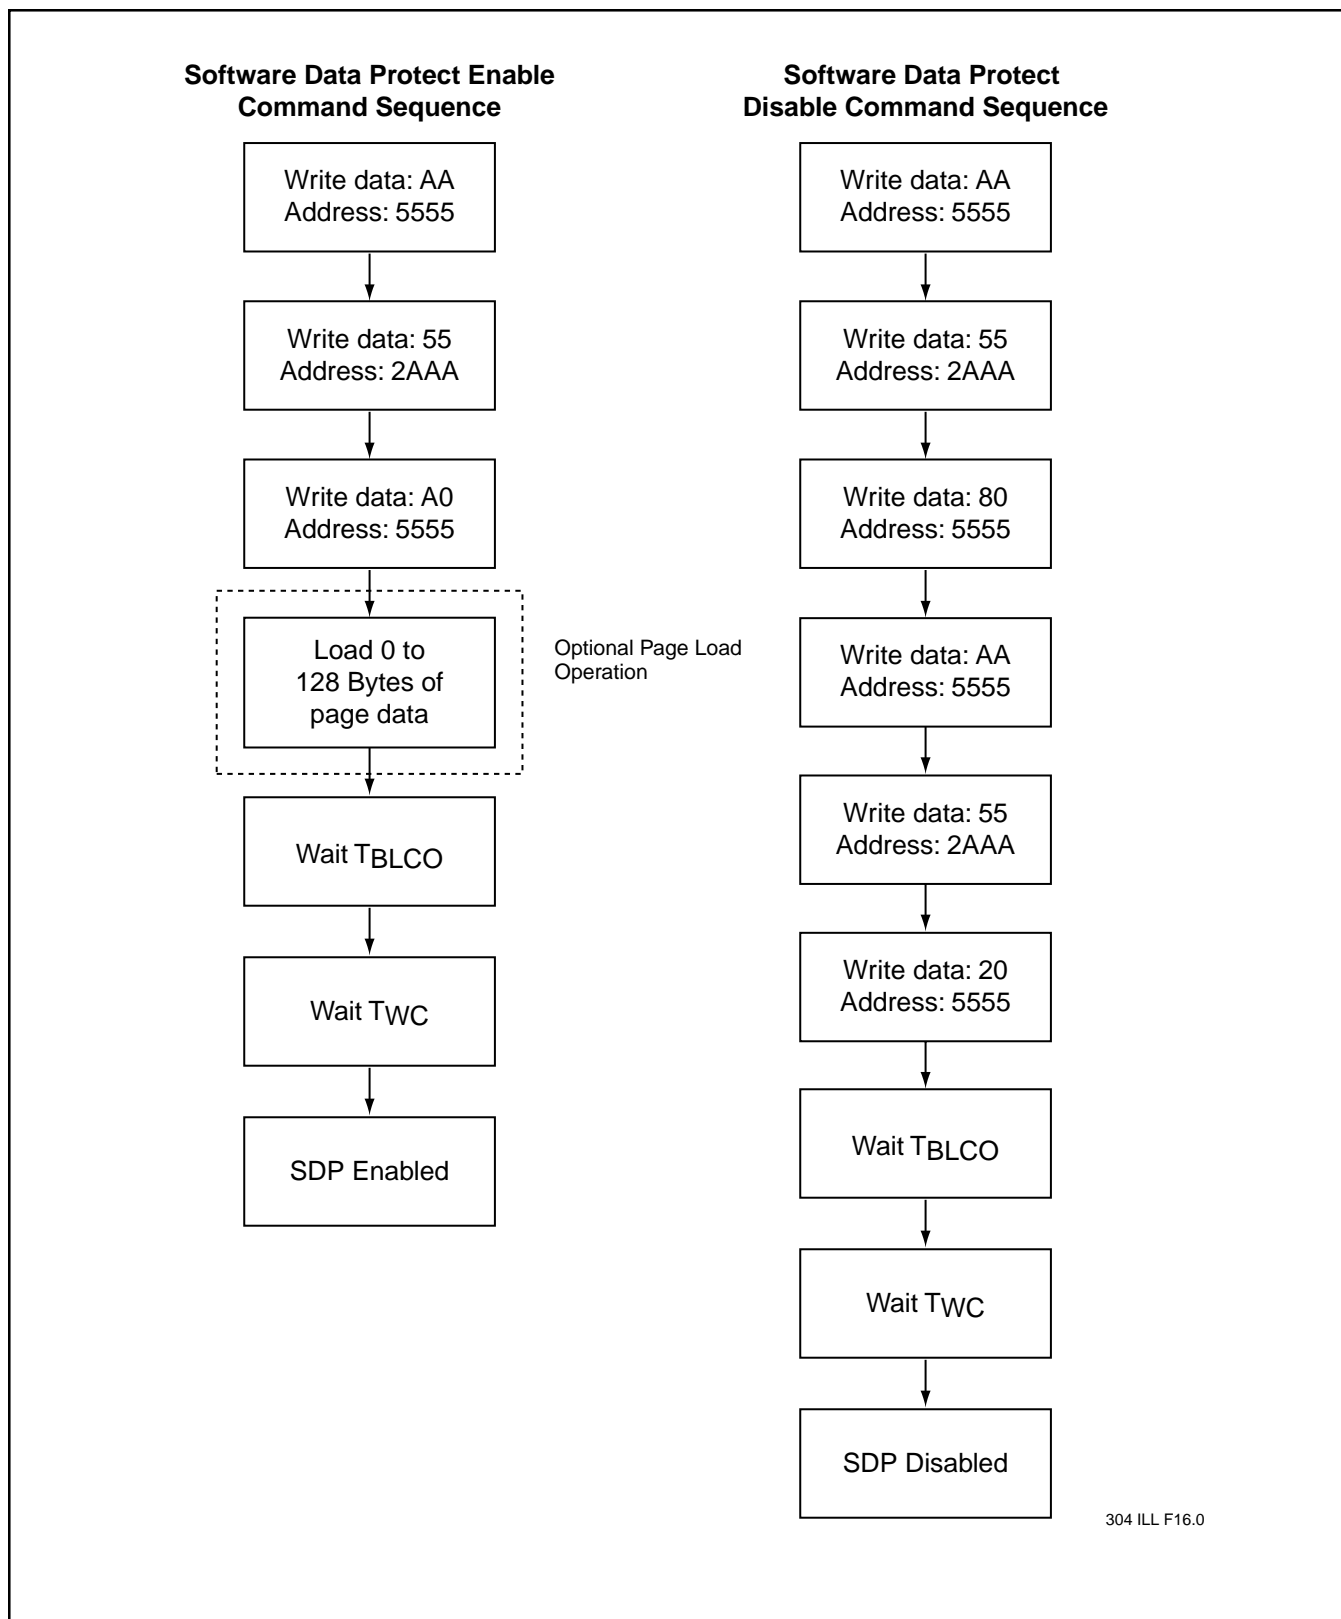 Software Data Protect Enable
Command Sequence
Write data: AA
Address: 5555
Write data: 55
Address: 2AAA
Write data: A0
Address: 5555
Load 0 to
128 Bytes of
page data
Optional Page Load
Operation
Wait TBLCO
Wait TWC
SDP Enabled
Software Data Protect
Disable Command Sequence
Write data: AA
Address: 5555
Write data: 55
Address: 2AAA
Write data: 80
Address: 5555
Write data: AA
Address: 5555
Write data: 55
Address: 2AAA
Write data: 20
Address: 5555
Wait TBLCO
Wait TWC
SDP Disabled
304 ILL F16.0